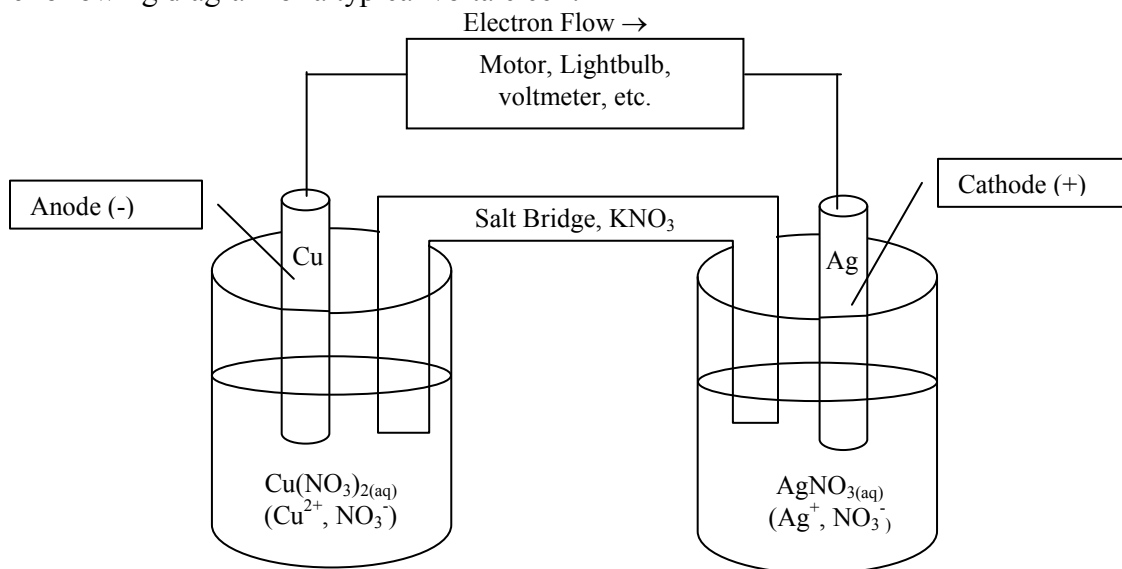 Electron Flow →
Motor, Lightbulb,
voltmeter, etc.
Anode (-)
Cathode (+)
Salt Bridge, KNO₃
Cu
Ag
Cu(NO₃)₂(aq)
(Cu²⁺, NO₃⁻)
AgNO₃(aq)
(Ag⁺, NO₃⁻)